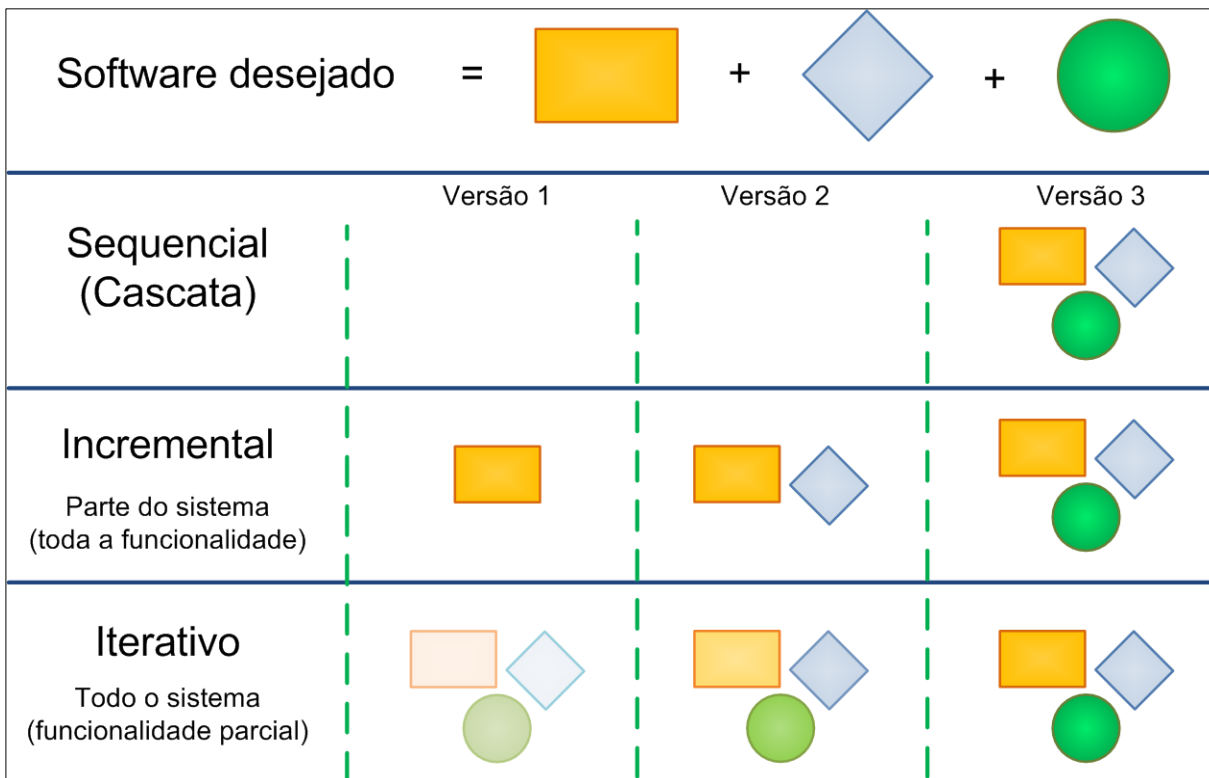 Software desejado = + +
Versão 1 Versão 2 Versão 3
Sequencial
(Cascata)
Incremental
Parte do sistema
(toda a funcionalidade)
Iterativo
Todo o sistema
(funcionalidade parcial)